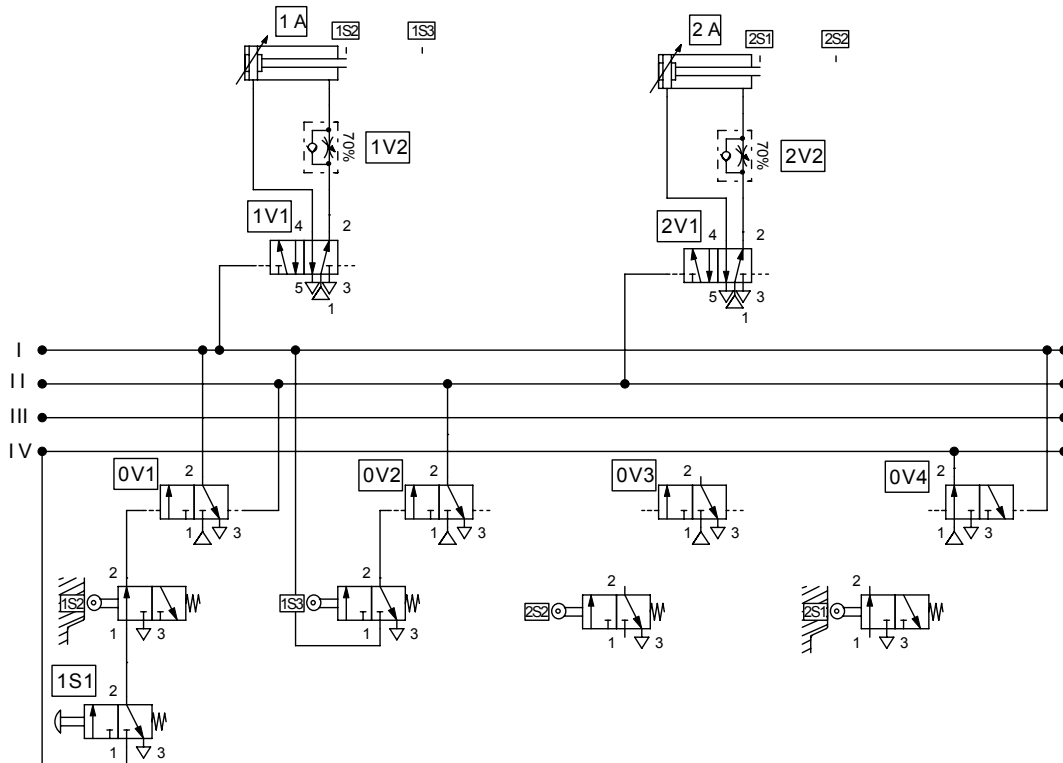 1A 1S2 1S3 2A 2S1 2S2
70% 1V2 70% 2V2
1V1 4 2 2V1 4 2
5 3 5 3
1 1
I
II
III
IV
2 2 2 2
0V1 0V2 0V3 0V4
1 3 1 3 1 3 1 3
2 2 2 2
1S2 1S3 2S2 2S1
1 3 1 3 1 3 1 3
1S1 2
1 3